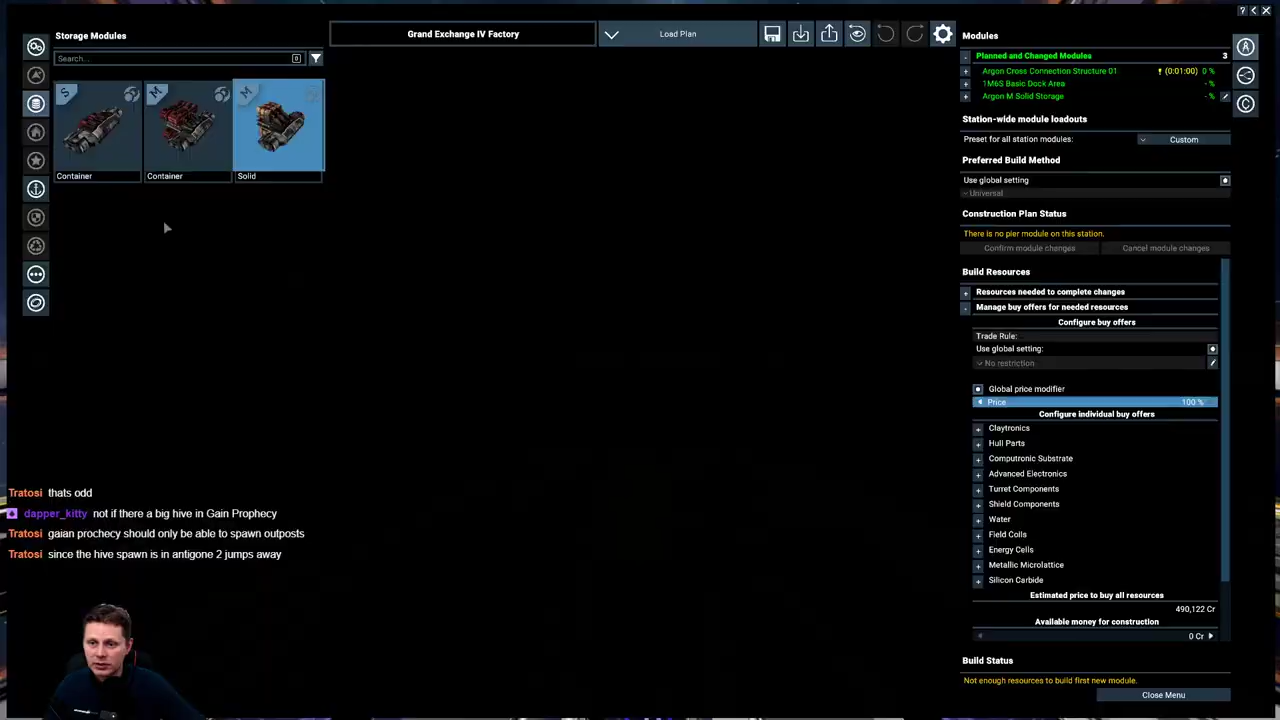 Storage Modules
Search...
0
S
Container
M
Container
M
Solid
Grand Exchange IV Factory
Load Plan
?
Modules
- Planned and Changed Modules 3
+ Argon Cross Connection Structure 01 ! (0:01:00) 0 %
+ 1M6S Basic Dock Area - %
+ Argon M Solid Storage - %
Station-wide module loadouts
Preset for all station modules: Custom
Preferred Build Method
Use global setting
Universal
Construction Plan Status
There is no pier module on this station.
Confirm module changes Cancel module changes
Build Resources
+ Resources needed to complete changes
- Manage buy offers for needed resources
Configure buy offers
Trade Rule:
Use global setting:
No restriction
Global price modifier
Price 100 %
Configure individual buy offers
+ Claytronics
+ Hull Parts
+ Computronic Substrate
+ Advanced Electronics
+ Turret Components
+ Shield Components
+ Water
+ Field Coils
+ Energy Cells
+ Metallic Microlattice
+ Silicon Carbide
Estimated price to buy all resources
490,122 Cr
Available money for construction
0 Cr
Build Status
Not enough resources to build first new module.
Close Menu
A
C
Tratosi thats odd
dapper_kitty not if there a big hive in Gain Prophecy
Tratosi gaian prochecy should only be able to spawn outposts
Tratosi since the hive spawn is in antigone 2 jumps away